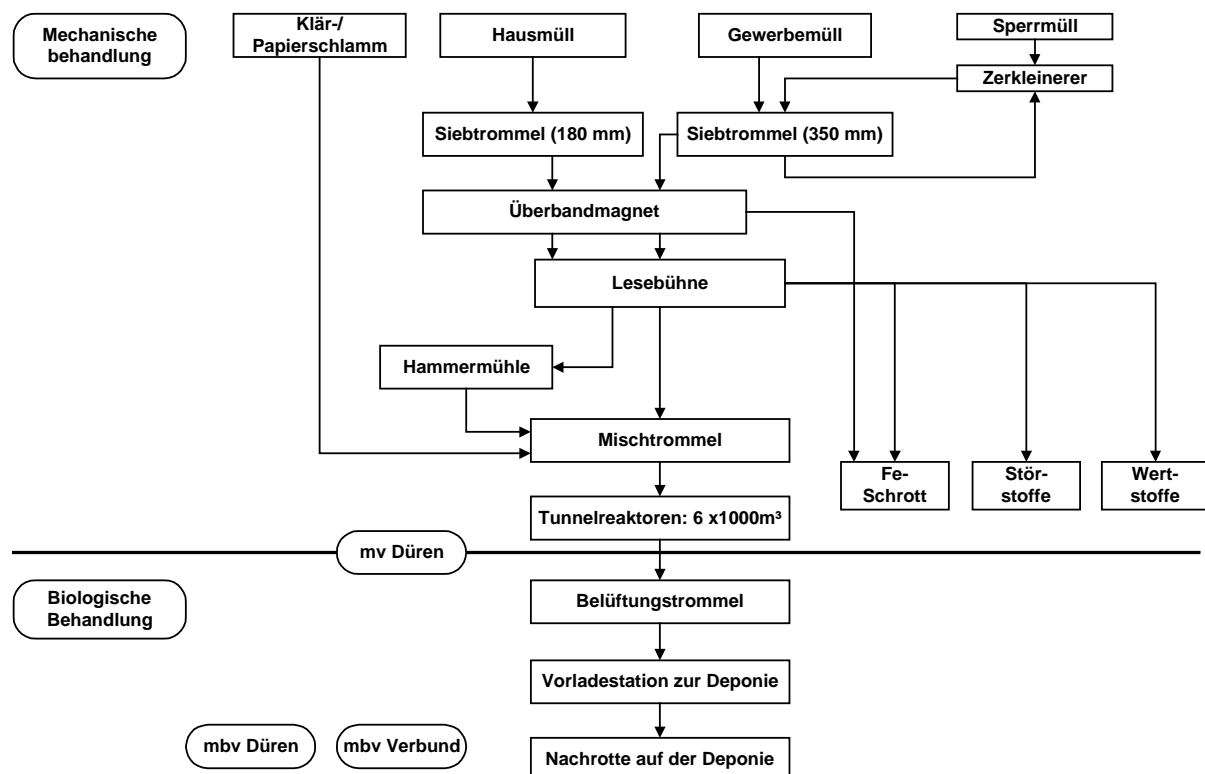 Mechanische
behandlung
Klär-/
Papierschlamm
Hausmüll
Gewerbemüll
Sperrmüll
Zerkleinerer
Siebtrommel (180 mm)
Siebtrommel (350 mm)
Überbandmagnet
Lesebühne
Hammermühle
Mischtrommel
Fe-
Schrott
Stör-
stoffe
Wert-
stoffe
Tunnelreaktoren: 6 x1000m³
mv Düren
Biologische
Behandlung
Belüftungstrommel
Vorladestation zur Deponie
mbv Düren
mbv Verbund
Nachrotte auf der Deponie